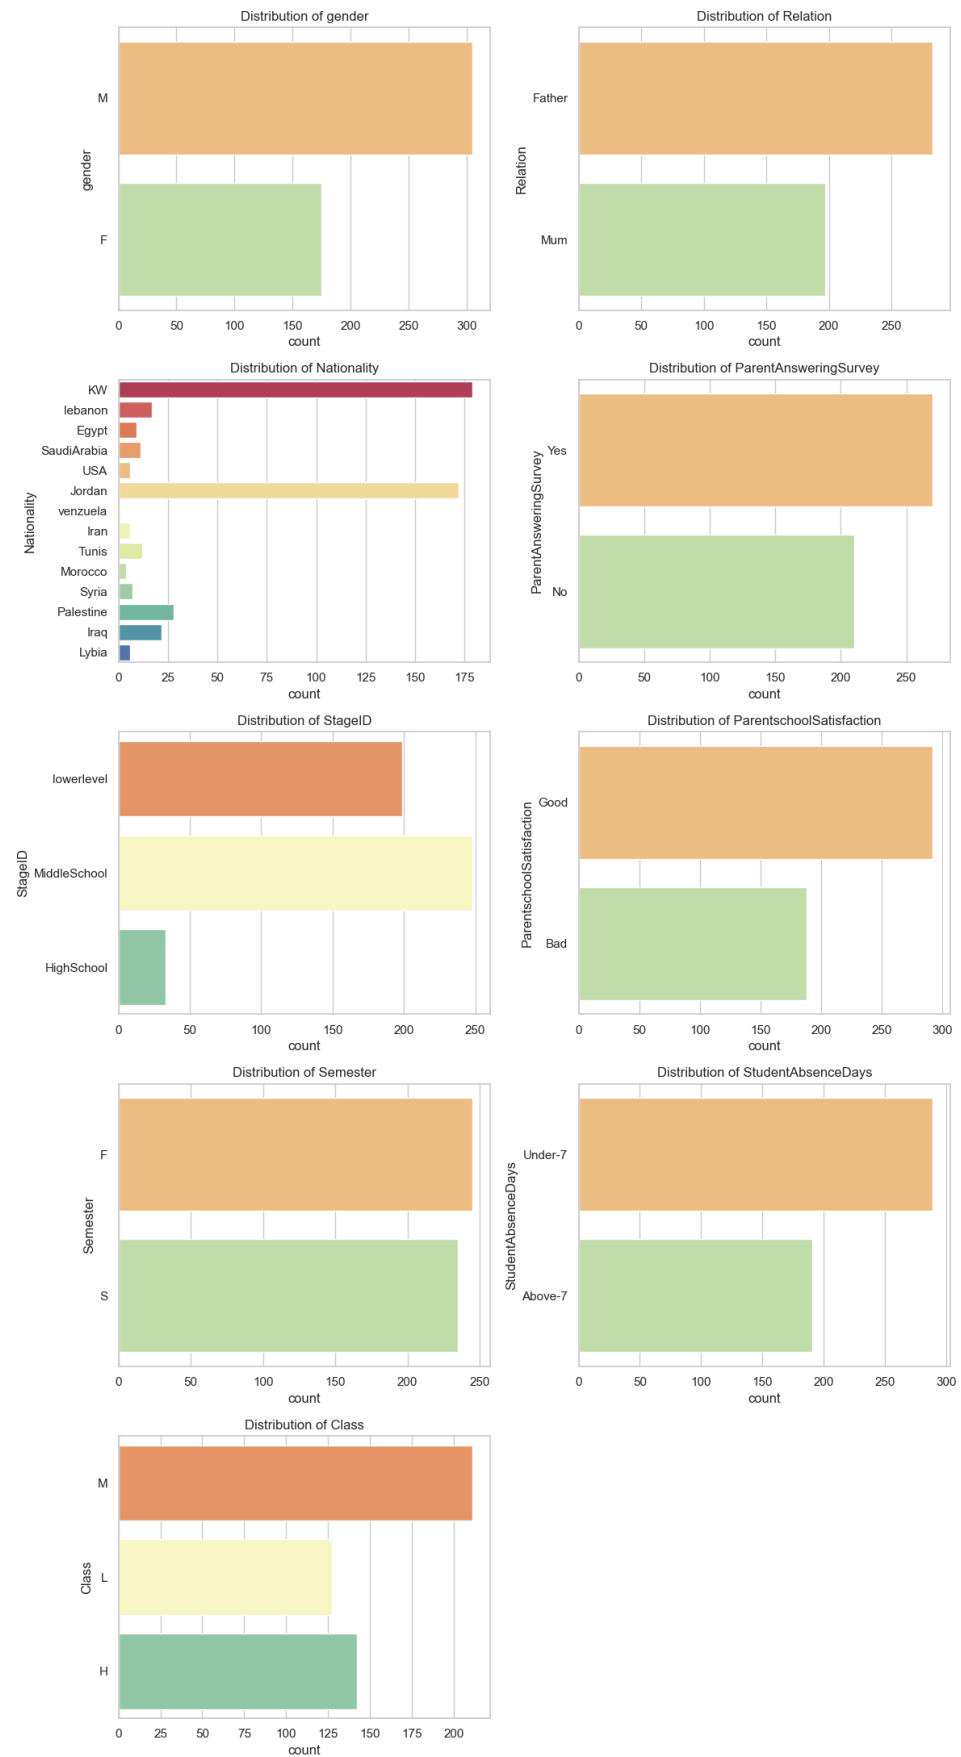 Distribution of gender
M
F
gender
0 50 100 150 200 250 300
count
Distribution of Relation
Father
Mum
Relation
0 50 100 150 200 250
count
Distribution of Nationality
KW
lebanon
Egypt
SaudiArabia
USA
Jordan
venzuela
Iran
Tunis
Morocco
Syria
Palestine
Iraq
Lybia
Nationality
0 25 50 75 100 125 150 175
count
Distribution of ParentAnsweringSurvey
Yes
No
ParentAnsweringSurvey
0 50 100 150 200 250
count
Distribution of StageID
lowerlevel
MiddleSchool
HighSchool
StageID
0 50 100 150 200 250
count
Distribution of ParentschoolSatisfaction
Good
Bad
ParentschoolSatisfaction
0 50 100 150 200 250 300
count
Distribution of Semester
F
S
Semester
0 50 100 150 200 250
count
Distribution of StudentAbsenceDays
Under-7
Above-7
StudentAbsenceDays
0 50 100 150 200 250 300
count
Distribution of Class
M
L
H
Class
0 25 50 75 100 125 150 175 200
count